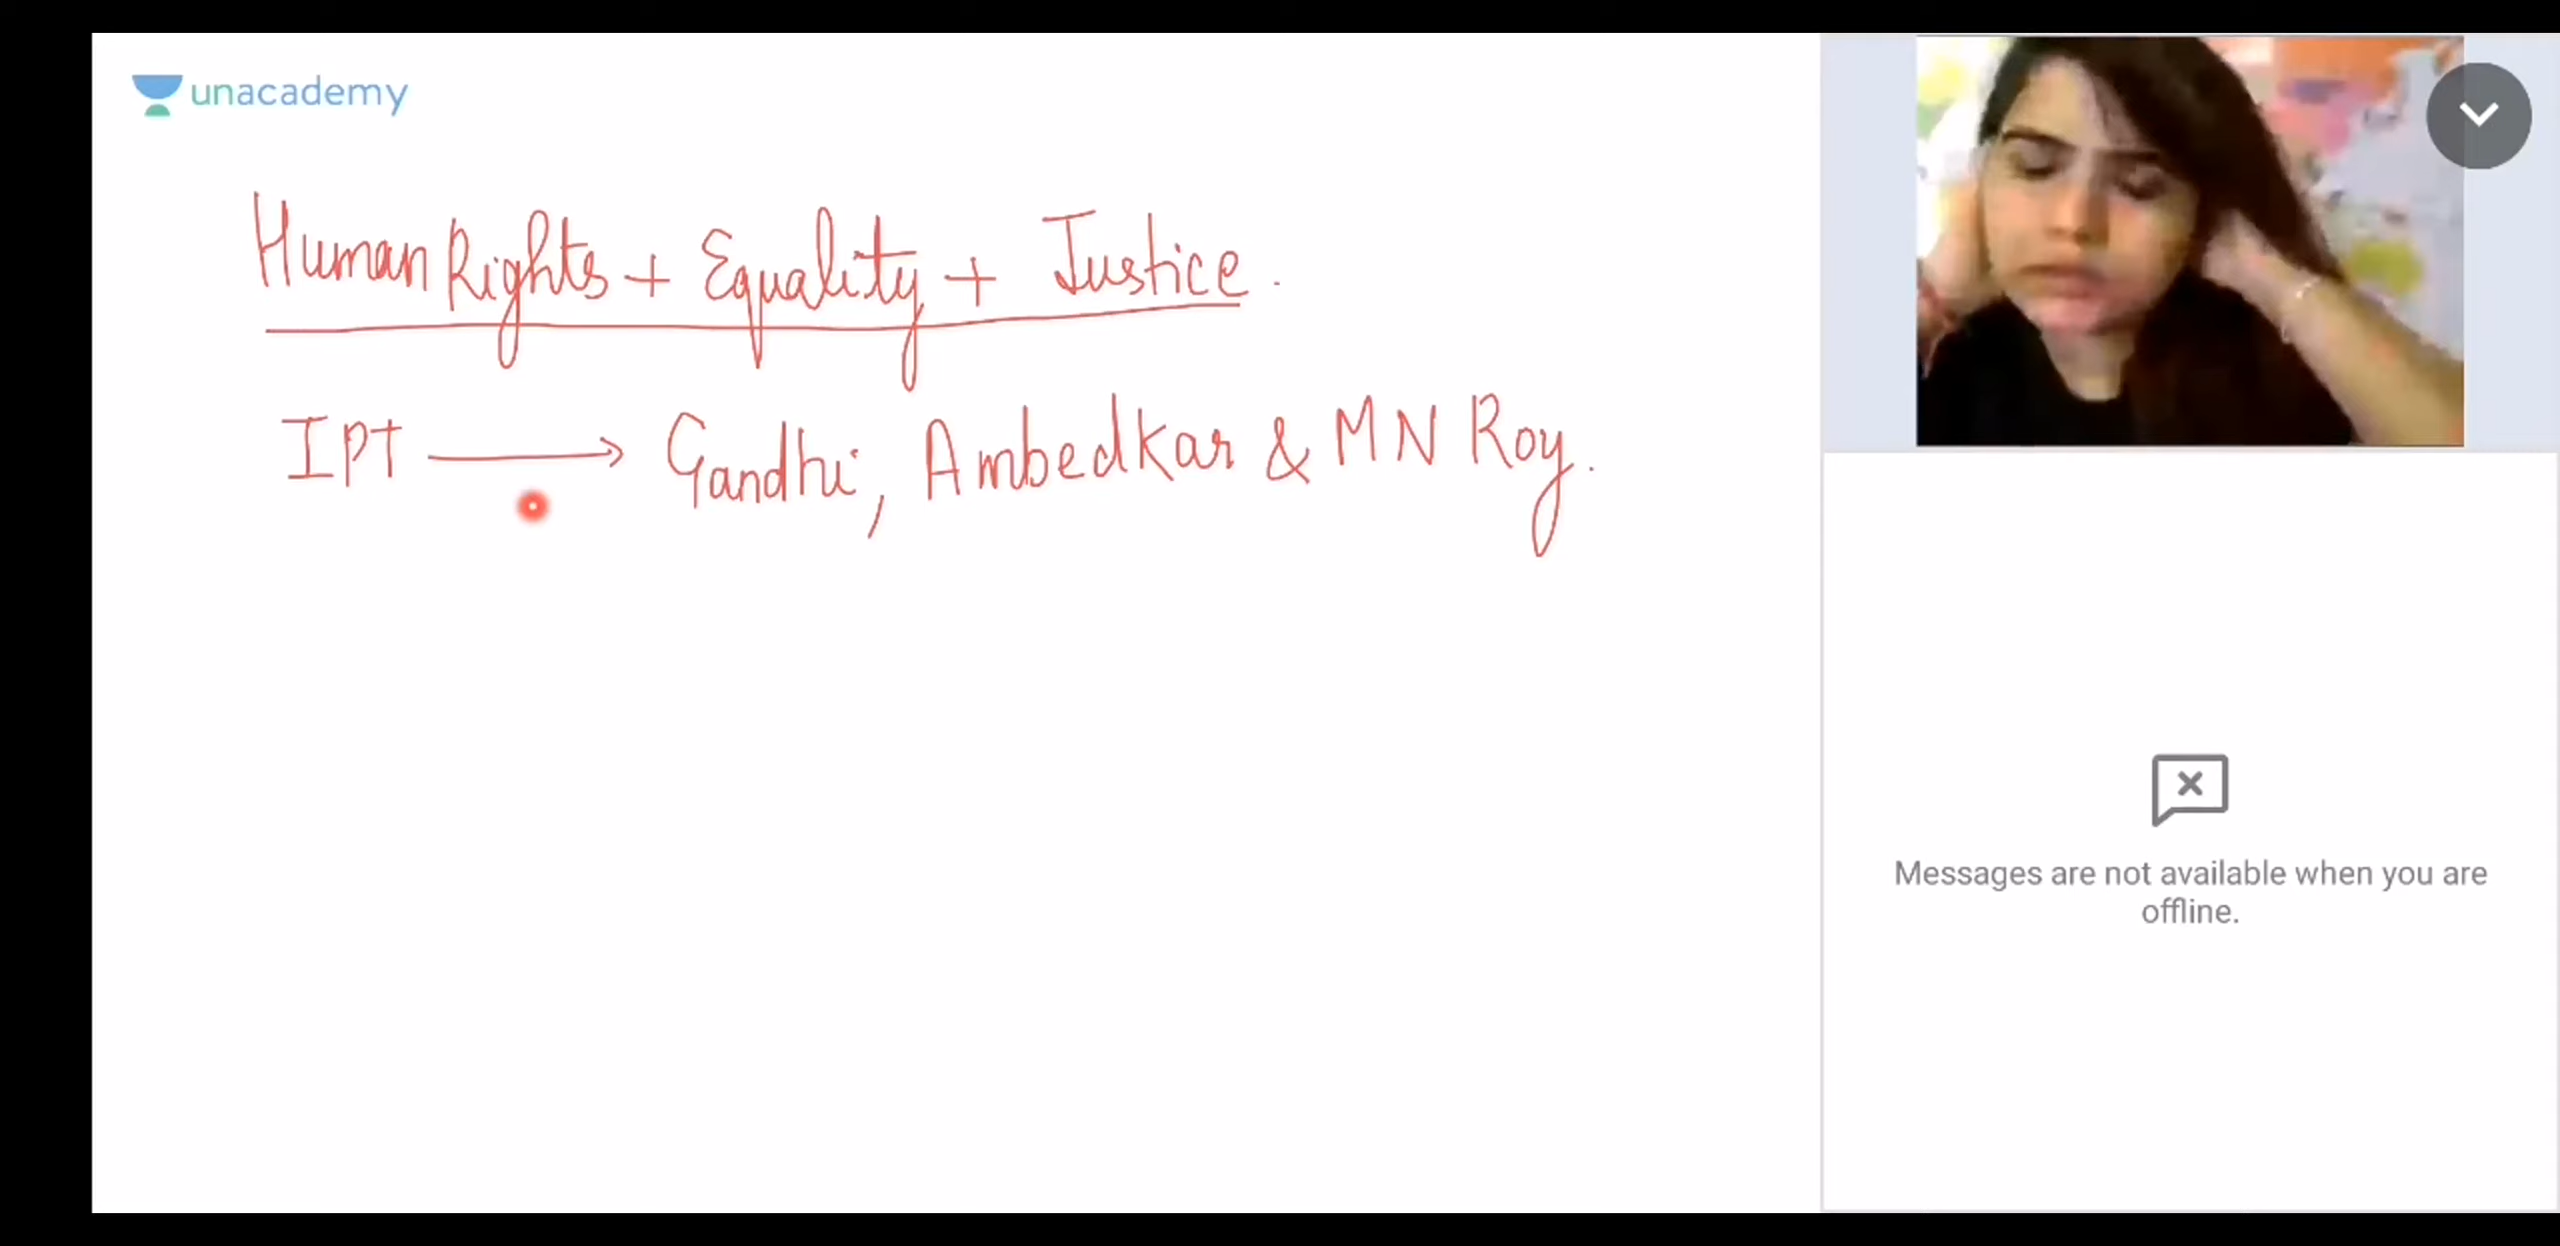 unacademy
Human Rights + Equality + Justice.
IPT → Gandhi, Ambedkar & MN Roy.
Messages are not available when you are
offline.